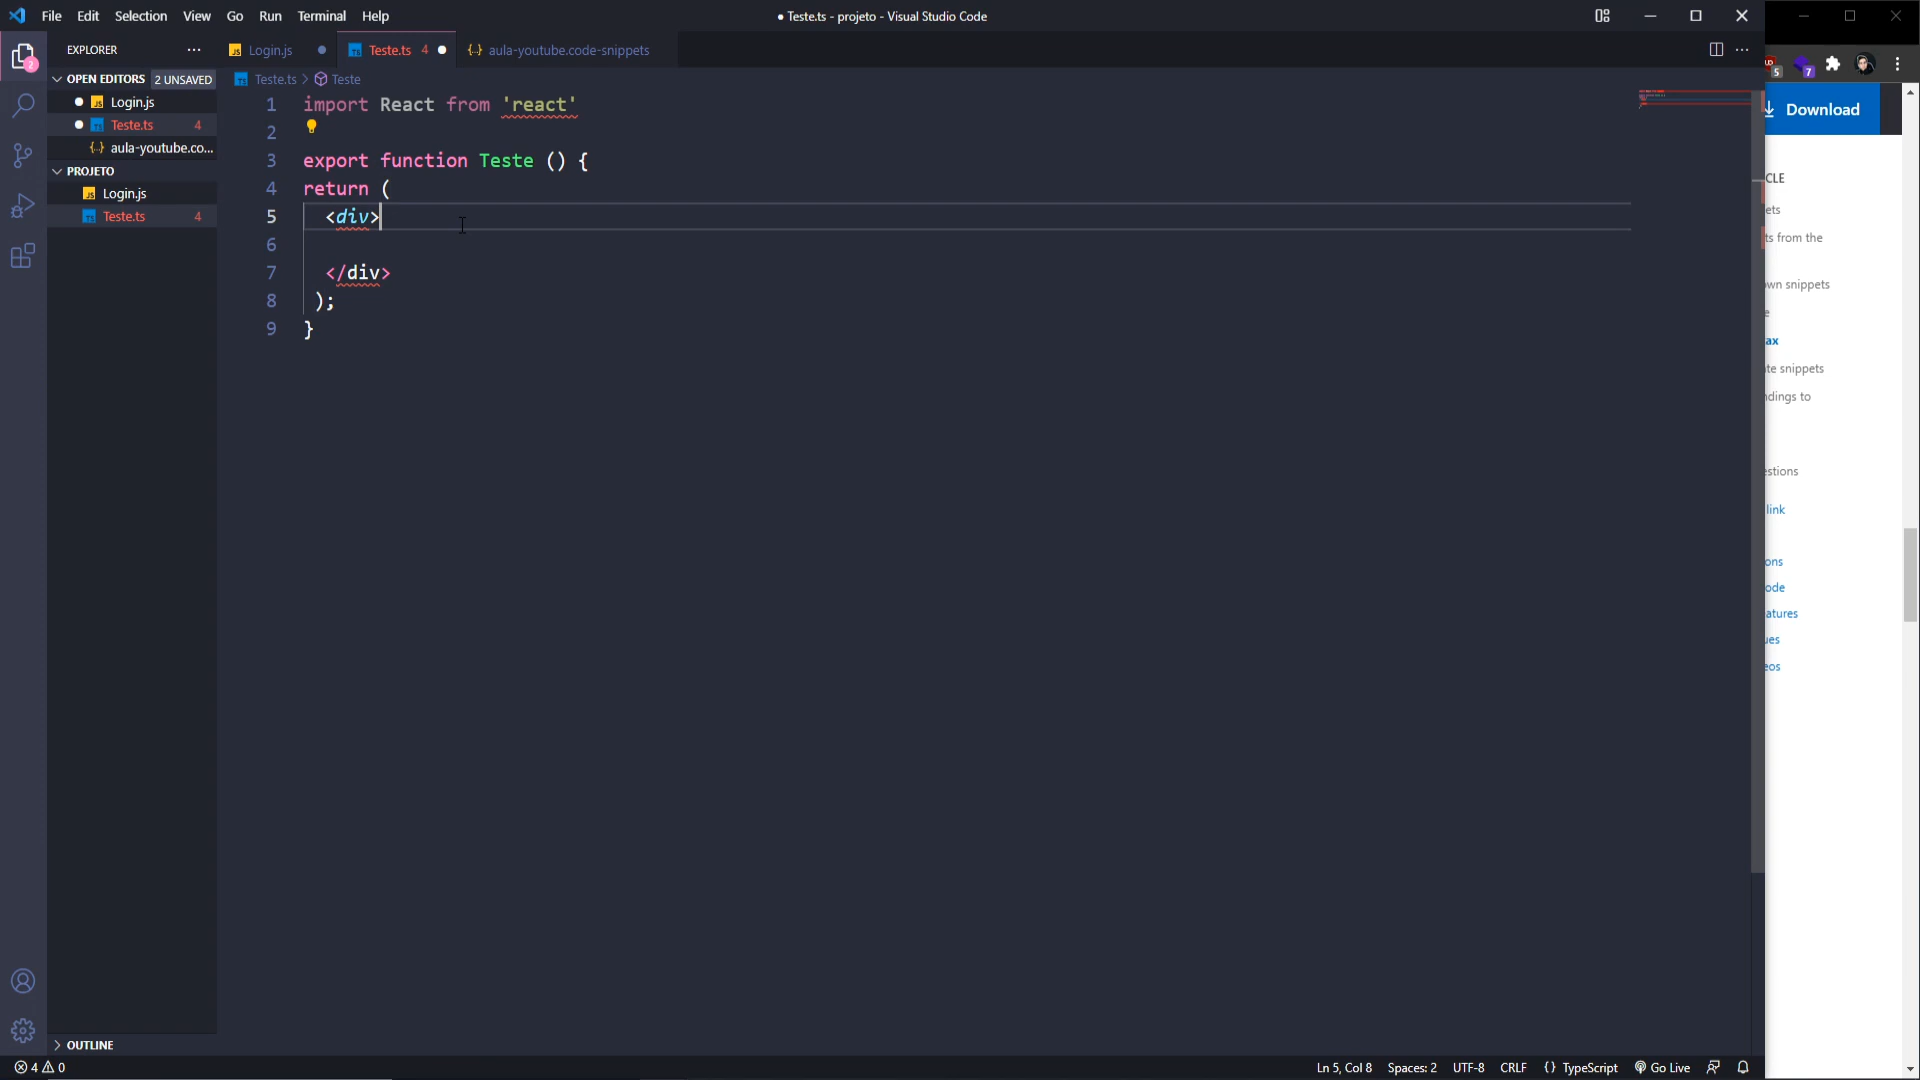 File Edit Selection View Go Run Terminal Help
● Teste.ts - projeto - Visual Studio Code
EXPLORER ···
Login.js
Teste.ts 4
{..} aula-youtube.code-snippets
OPEN EDITORS 2 UNSAVED
Login.js
Teste.ts 4
{..} aula-youtube.co...
PROJETO
Login.js
Teste.ts 4
OUTLINE
Teste.ts > Teste
1 import React from 'react'
2
3 export function Teste () {
4 return (
5 <div>
6
7 </div>
8 );
9 }
2
5
7
Download
CLE
ets
ts from the
wn snippets
e
ax
te snippets
ndings to
estions
link
ons
ode
atures
ues
eos
4 0
Ln 5, Col 8 Spaces: 2 UTF-8 CRLF {} TypeScript Go Live